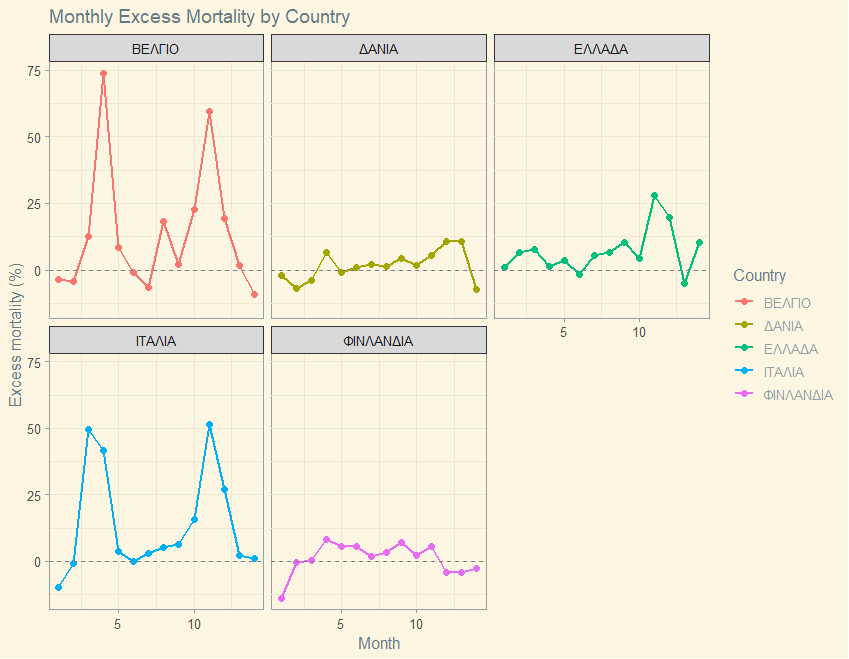 Monthly Excess Mortality by Country
ΒΕΛΓΙΟ
ΔΑΝΙΑ
ΕΛΛΑΔΑ
75
50
25
0
5
10
ΙΤΑΛΙΑ
ΦΙΝΛΑΝΔΙΑ
75
50
25
0
5
10
5
10
Excess mortality (%)
Month
Country
ΒΕΛΓΙΟ
ΔΑΝΙΑ
ΕΛΛΑΔΑ
ΙΤΑΛΙΑ
ΦΙΝΛΑΝΔΙΑ